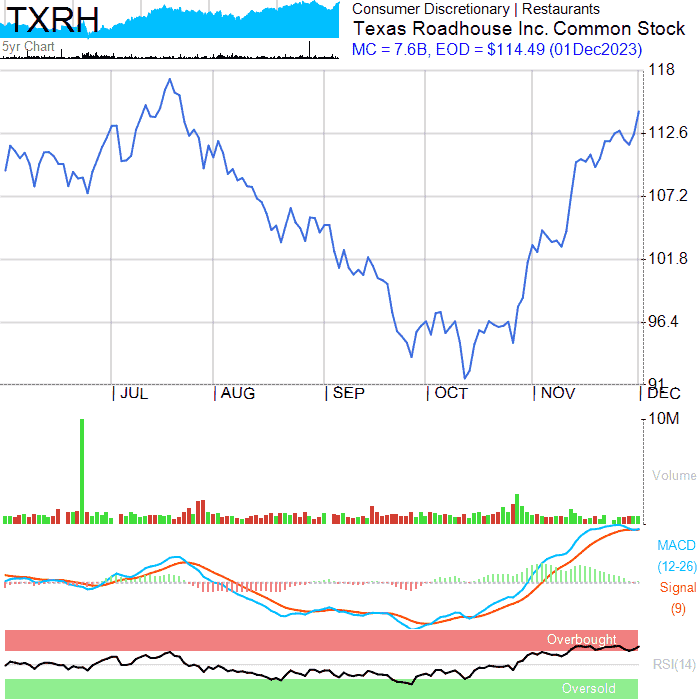 TXRH
5yr Chart
Consumer Discretionary | Restaurants
Texas Roadhouse Inc. Common Stock
MC = 7.6B, EOD = $114.49 (01Dec2023)
118
112.6
107.2
101.8
96.4
91
| JUL | AUG | SEP | OCT | NOV | DEC
10M
Volume
MACD
(12-26)
Signal
(9)
Overbought
RSI(14)
Oversold